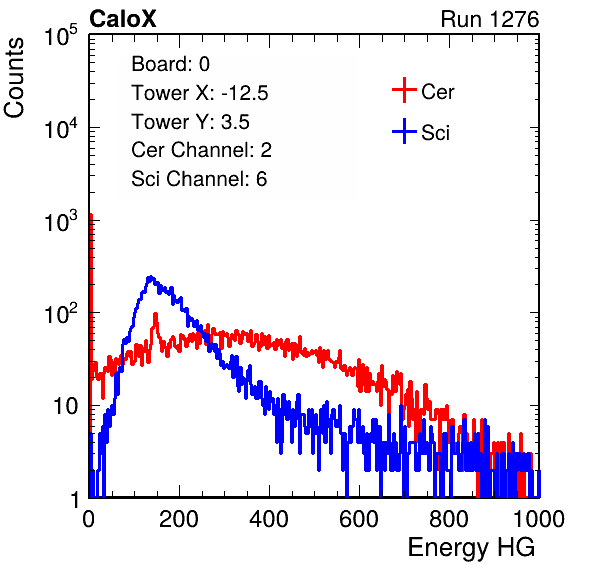 CaloX Run 1276
Counts
10^5
10^4
10^3
10^2
10
1
Board: 0
Tower X: -12.5
Tower Y: 3.5
Cer Channel: 2
Sci Channel: 6
Cer
Sci
0 200 400 600 800 1000
Energy HG